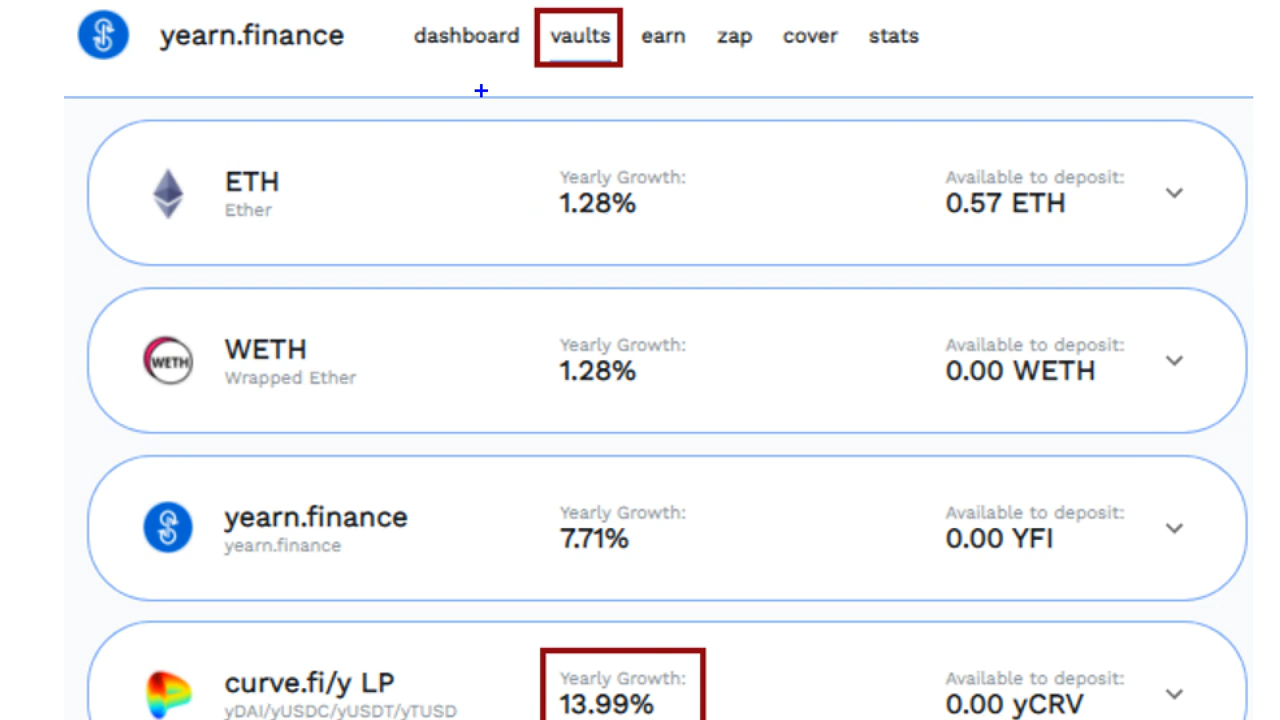 yearn.finance dashboard vaults earn zap cover stats
ETH Yearly Growth: Available to deposit:
Ether 1.28% 0.57 ETH
WETH WETH Yearly Growth: Available to deposit:
Wrapped Ether 1.28% 0.00 WETH
yearn.finance Yearly Growth: Available to deposit:
yearn.finance 7.71% 0.00 YFI
curve.fi/y LP Yearly Growth: Available to deposit:
yDAI/yUSDC/yUSDT/yTUSD 13.99% 0.00 yCRV